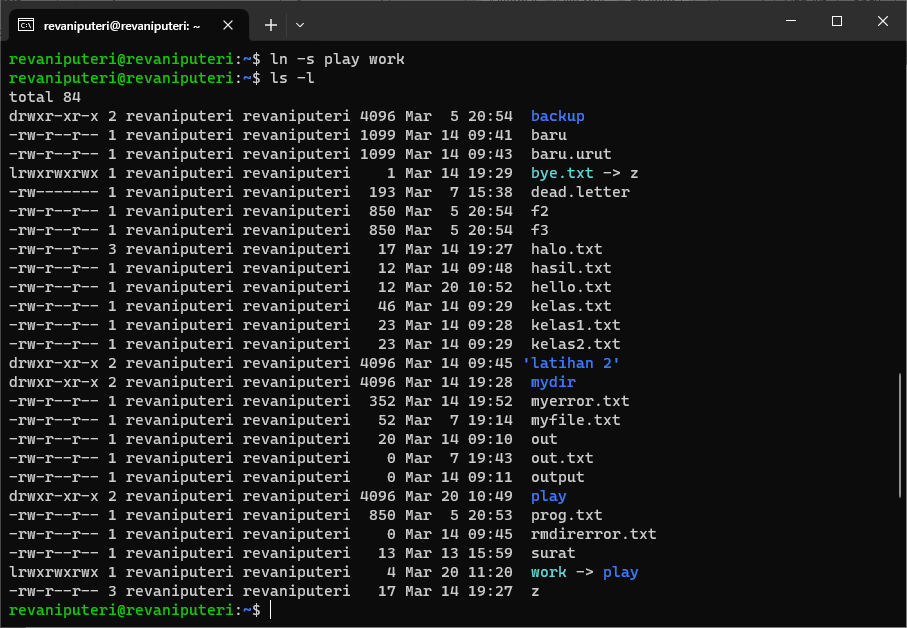 revaniputeri@revaniputeri: ~
revaniputeri@revaniputeri:~$ ln -s play work
revaniputeri@revaniputeri:~$ ls -l
total 84
drwxr-xr-x 2 revaniputeri revaniputeri 4096 Mar  5 20:54  backup
-rw-r--r-- 1 revaniputeri revaniputeri 1099 Mar 14 09:41  baru
-rw-r--r-- 1 revaniputeri revaniputeri 1099 Mar 14 09:43  baru.urut
lrwxrwxrwx 1 revaniputeri revaniputeri    1 Mar 14 19:29  bye.txt -> z
-rw------- 1 revaniputeri revaniputeri  193 Mar  7 15:38  dead.letter
-rw-r--r-- 1 revaniputeri revaniputeri  850 Mar  5 20:54  f2
-rw-r--r-- 1 revaniputeri revaniputeri  850 Mar  5 20:54  f3
-rw-r--r-- 3 revaniputeri revaniputeri   17 Mar 14 19:27  halo.txt
-rw-r--r-- 1 revaniputeri revaniputeri   12 Mar 14 09:48  hasil.txt
-rw-r--r-- 1 revaniputeri revaniputeri   12 Mar 20 10:52  hello.txt
-rw-r--r-- 1 revaniputeri revaniputeri   46 Mar 14 09:29  kelas.txt
-rw-r--r-- 1 revaniputeri revaniputeri   23 Mar 14 09:28  kelas1.txt
-rw-r--r-- 1 revaniputeri revaniputeri   23 Mar 14 09:29  kelas2.txt
drwxr-xr-x 2 revaniputeri revaniputeri 4096 Mar 14 09:45 'latihan 2'
drwxr-xr-x 2 revaniputeri revaniputeri 4096 Mar 14 19:28  mydir
-rw-r--r-- 1 revaniputeri revaniputeri  352 Mar 14 19:52  myerror.txt
-rw-r--r-- 1 revaniputeri revaniputeri   52 Mar  7 19:14  myfile.txt
-rw-r--r-- 1 revaniputeri revaniputeri   20 Mar 14 09:10  out
-rw-r--r-- 1 revaniputeri revaniputeri    0 Mar  7 19:43  out.txt
-rw-r--r-- 1 revaniputeri revaniputeri    0 Mar 14 09:11  output
drwxr-xr-x 2 revaniputeri revaniputeri 4096 Mar 20 10:49  play
-rw-r--r-- 1 revaniputeri revaniputeri  850 Mar  5 20:53  prog.txt
-rw-r--r-- 1 revaniputeri revaniputeri    0 Mar 14 09:45  rmdirerror.txt
-rw-r--r-- 1 revaniputeri revaniputeri   13 Mar 13 15:59  surat
lrwxrwxrwx 1 revaniputeri revaniputeri    4 Mar 20 11:20  work -> play
-rw-r--r-- 3 revaniputeri revaniputeri   17 Mar 14 19:27  z
revaniputeri@revaniputeri:~$